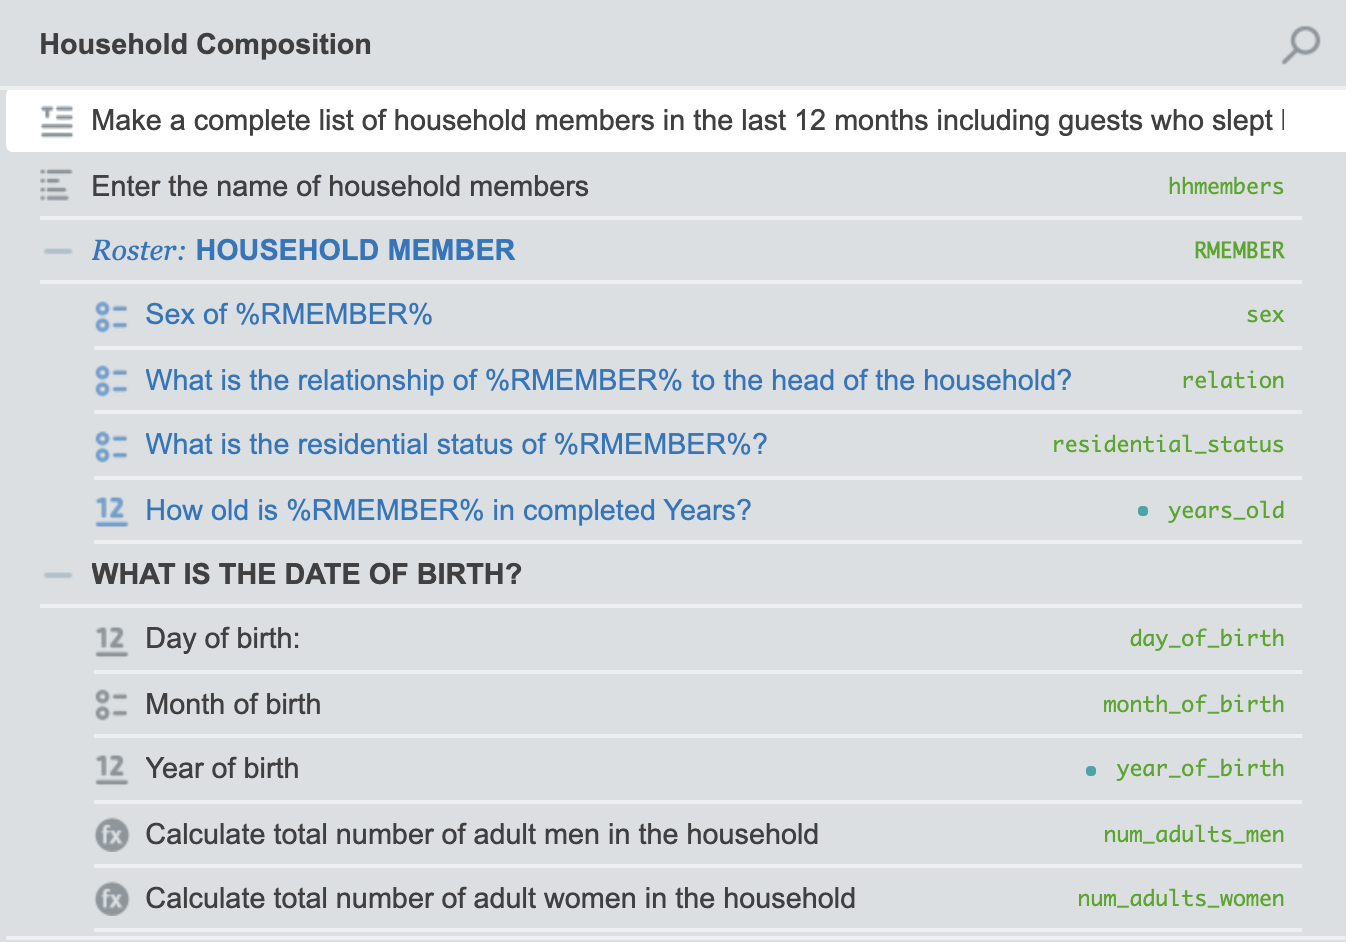 Household Composition
Make a complete list of household members in the last 12 months including guests who slept
Enter the name of household members hhmembers
Roster: HOUSEHOLD MEMBER RMEMBER
Sex of %RMEMBER% sex
What is the relationship of %RMEMBER% to the head of the household? relation
What is the residential status of %RMEMBER%? residential_status
12 How old is %RMEMBER% in completed Years? years_old
WHAT IS THE DATE OF BIRTH?
12 Day of birth: day_of_birth
Month of birth month_of_birth
12 Year of birth year_of_birth
fx Calculate total number of adult men in the household num_adults_men
fx Calculate total number of adult women in the household num_adults_women